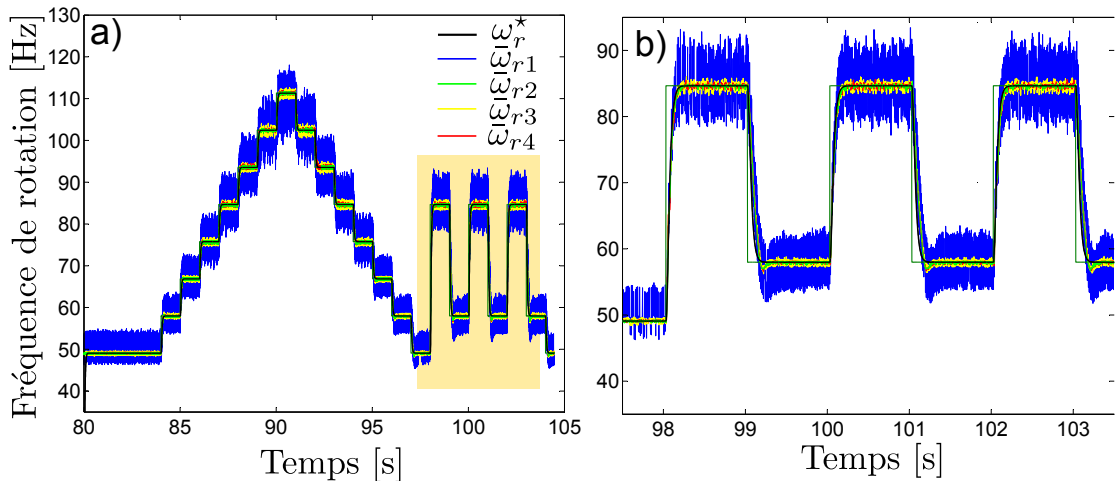 a)
Fréquence de rotation [Hz]
130
120
110
100
90
80
70
60
50
40
80
85
90
95
100
105
Temps [s]
ω_r^⋆
ω̄_{r1}
ω̄_{r2}
ω̄_{r3}
ω̄_{r4}
b)
90
80
70
60
50
40
98
99
100
101
102
103
Temps [s]